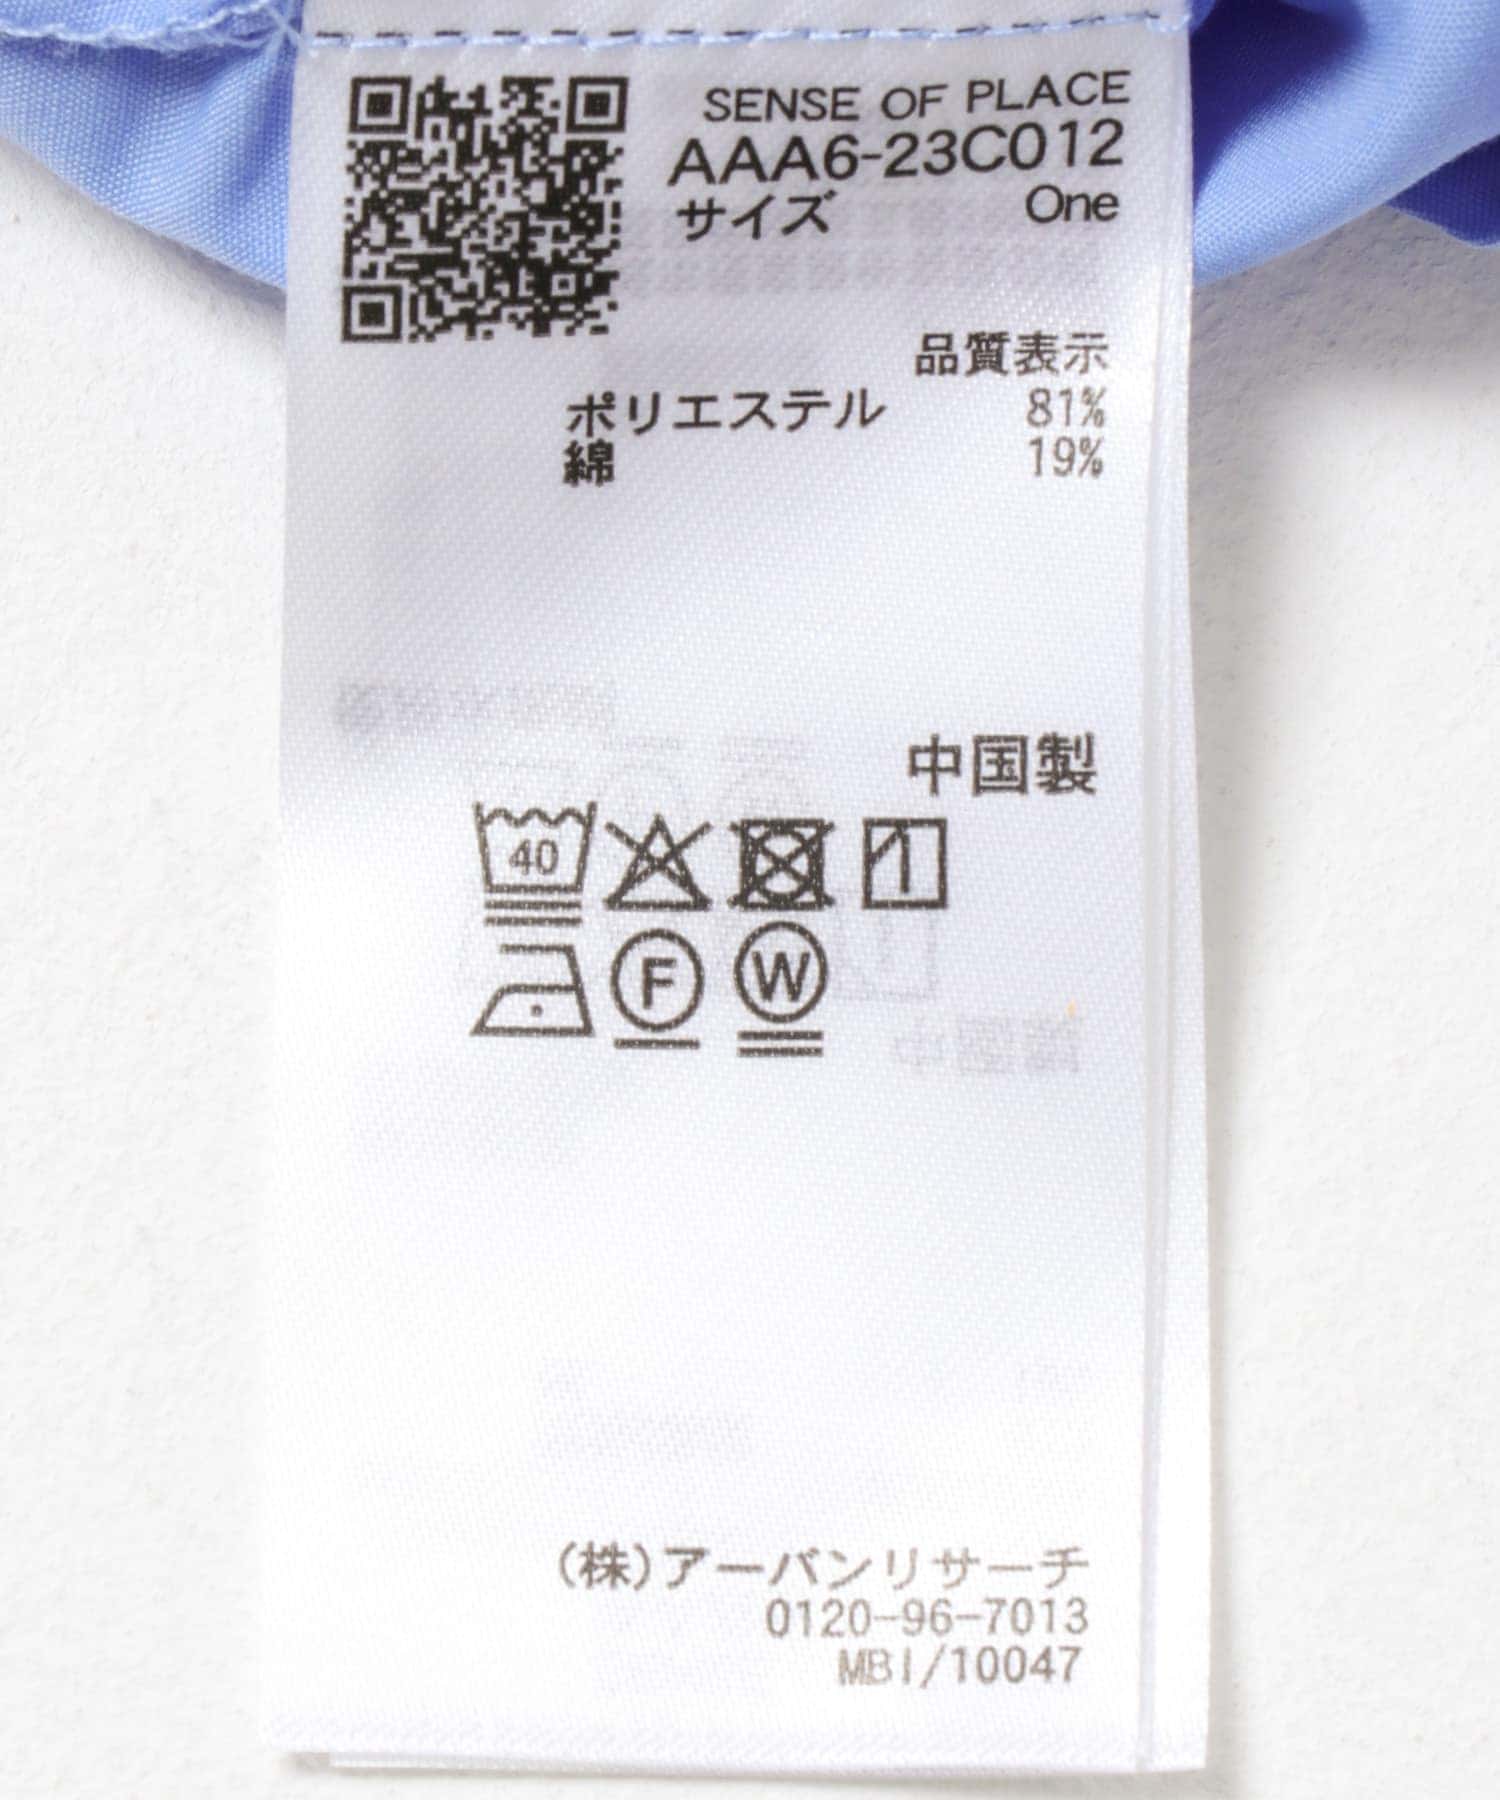 SENSE OF PLACE
AAA6-23C012
サイズ One
品質表示
ポリエステル 81%
綿 19%
中国製
40
F W
(株)アーバンリサーチ
0120-96-7013
MBI/10047